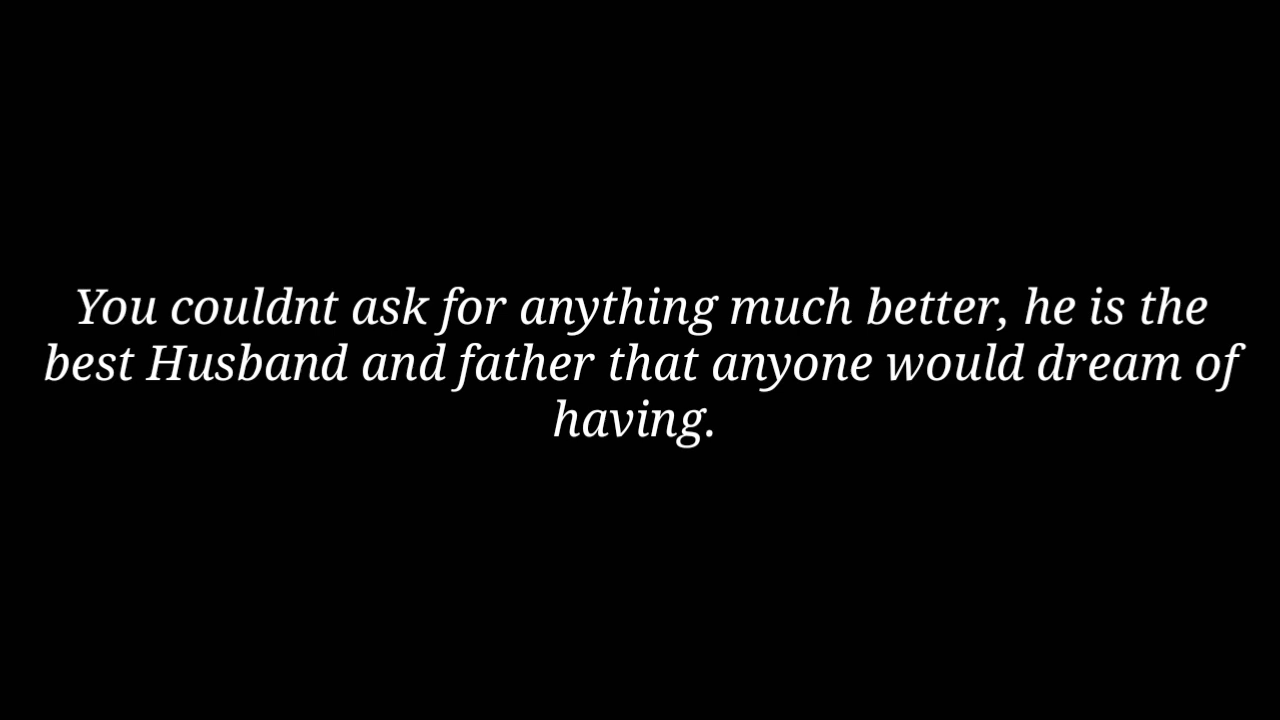 You couldnt ask for anything much better, he is the
best Husband and father that anyone would dream of
having.